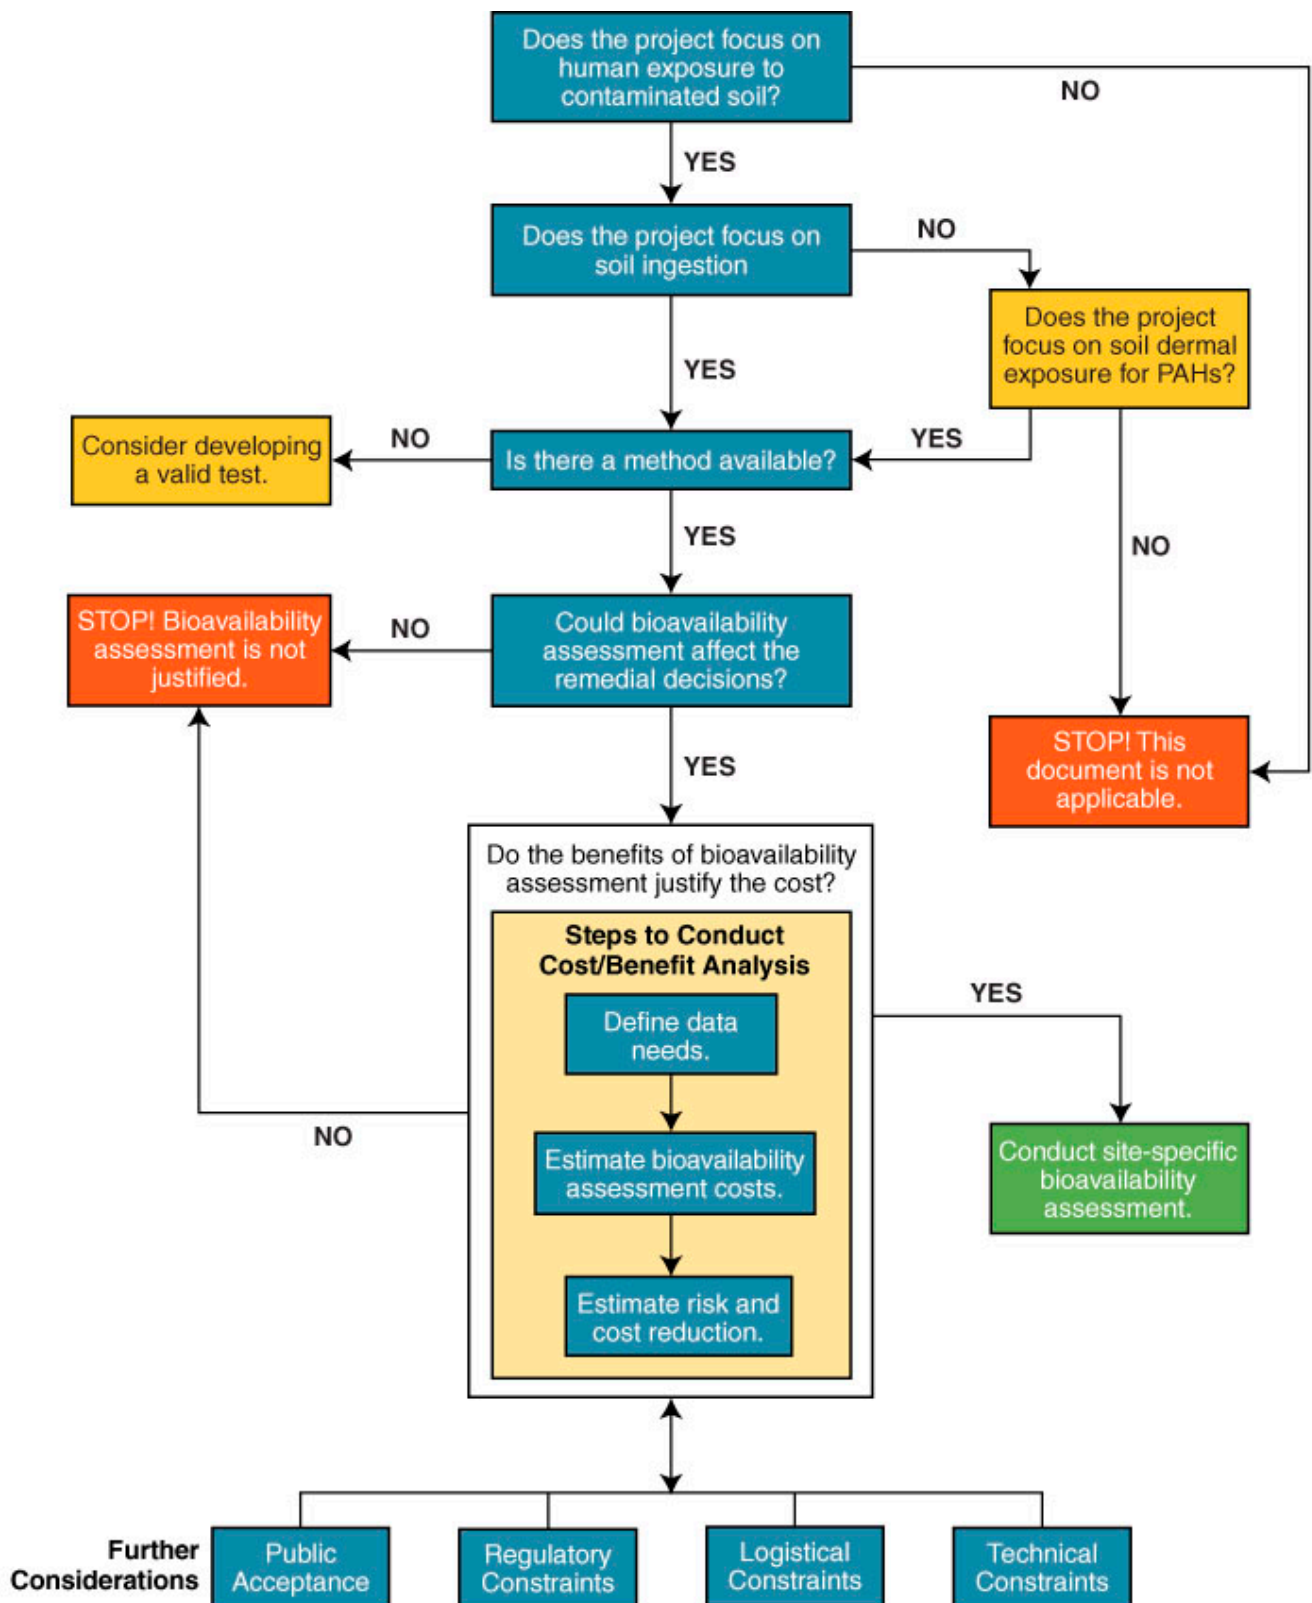 Does the project focus on
human exposure to
contaminated soil?
NO
YES
Does the project focus on
soil ingestion
NO
Does the project
focus on soil dermal
exposure for PAHs?
YES
Consider developing
a valid test.
NO
Is there a method available?
YES
YES
NO
STOP! Bioavailability
assessment is not
justified.
NO
Could bioavailability
assessment affect the
remedial decisions?
STOP! This
document is not
applicable.
YES
Do the benefits of bioavailability
assessment justify the cost?
Steps to Conduct
Cost/Benefit Analysis
Define data
needs.
YES
Estimate bioavailability
assessment costs.
NO
Conduct site-specific
bioavailability
assessment.
Estimate risk and
cost reduction.
Further
Considerations
Public
Acceptance
Regulatory
Constraints
Logistical
Constraints
Technical
Constraints